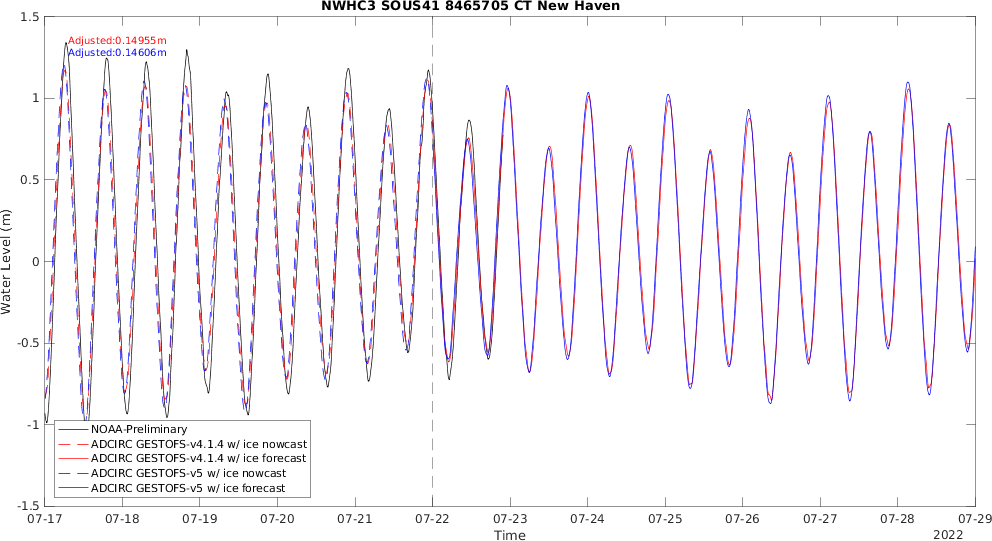 NWHC3 SOUS41 8465705 CT New Haven
1.5
Adjusted:0.14955m
Adjusted:0.14606m
1
0.5
0
-0.5
-1
-1.5
Water Level (m)
NOAA-Preliminary
ADCIRC GESTOFS-v4.1.4 w/ ice nowcast
ADCIRC GESTOFS-v4.1.4 w/ ice forecast
ADCIRC GESTOFS-v5 w/ ice nowcast
ADCIRC GESTOFS-v5 w/ ice forecast
07-17 07-18 07-19 07-20 07-21 07-22 07-23 07-24 07-25 07-26 07-27 07-28 07-29
Time
2022